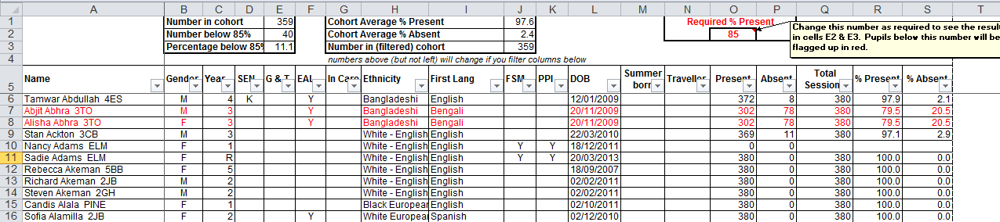 A B C D E F G H I J K L M N O P Q R S T
1 Number in cohort 359 Cohort Average % Present 97.6 Required % Present
2 Number below 85% 40 Cohort Average % Absent 2.4 85
3 Percentage below 85% 11.1 Number in (filtered) cohort 359
Change this number as required to see the resul
in cells E2 & E3. Pupils below this number will be
flagged up in red.
4 numbers above (but not left) will change if you filter columns below
5 Name Gender Year SEN G & T EAL In Care Ethnicity First Lang FSM PPI DOB Summer born Traveller Present Absent Total Session % Present % Absent
6 Tamwar Abdullah 4ES M 4 K Y Bangladeshi English 12/01/2009 372 8 380 97.9 2.1
7 Abjit Abhra 3TO M 3 Y Bangladeshi Bengali 20/11/2009 302 78 380 79.5 20.5
8 Alisha Abhra 3TO F 3 Y Bangladeshi Bengali 20/11/2009 302 78 380 79.5 20.5
9 Stan Ackton 3CB M 3 White - English English 22/03/2010 369 11 380 97.1 2.9
10 Nancy Adams ELM F 1 White - English English Y Y 18/12/2011 0 0
11 Sadie Adams ELM F R White - English English Y Y 20/03/2013 380 0 380 100.0 0.0
12 Rebecca Akeman 5BB F 5 White - English English 18/09/2007 380 0 380 100.0 0.0
13 Richard Akeman 2JB M 2 White - English English 02/02/2011 380 0 380 100.0 0.0
14 Steven Akeman 2GH M 2 White - English English 02/02/2011 380 0 380 100.0 0.0
15 Candis Alala PINE F 1 Black European English 02/10/2011 380 0 380 100.0 0.0
16 Sofia Alamilla 2JB F 2 Y White European Spanish 02/12/2010 380 0 380 100.0 0.0